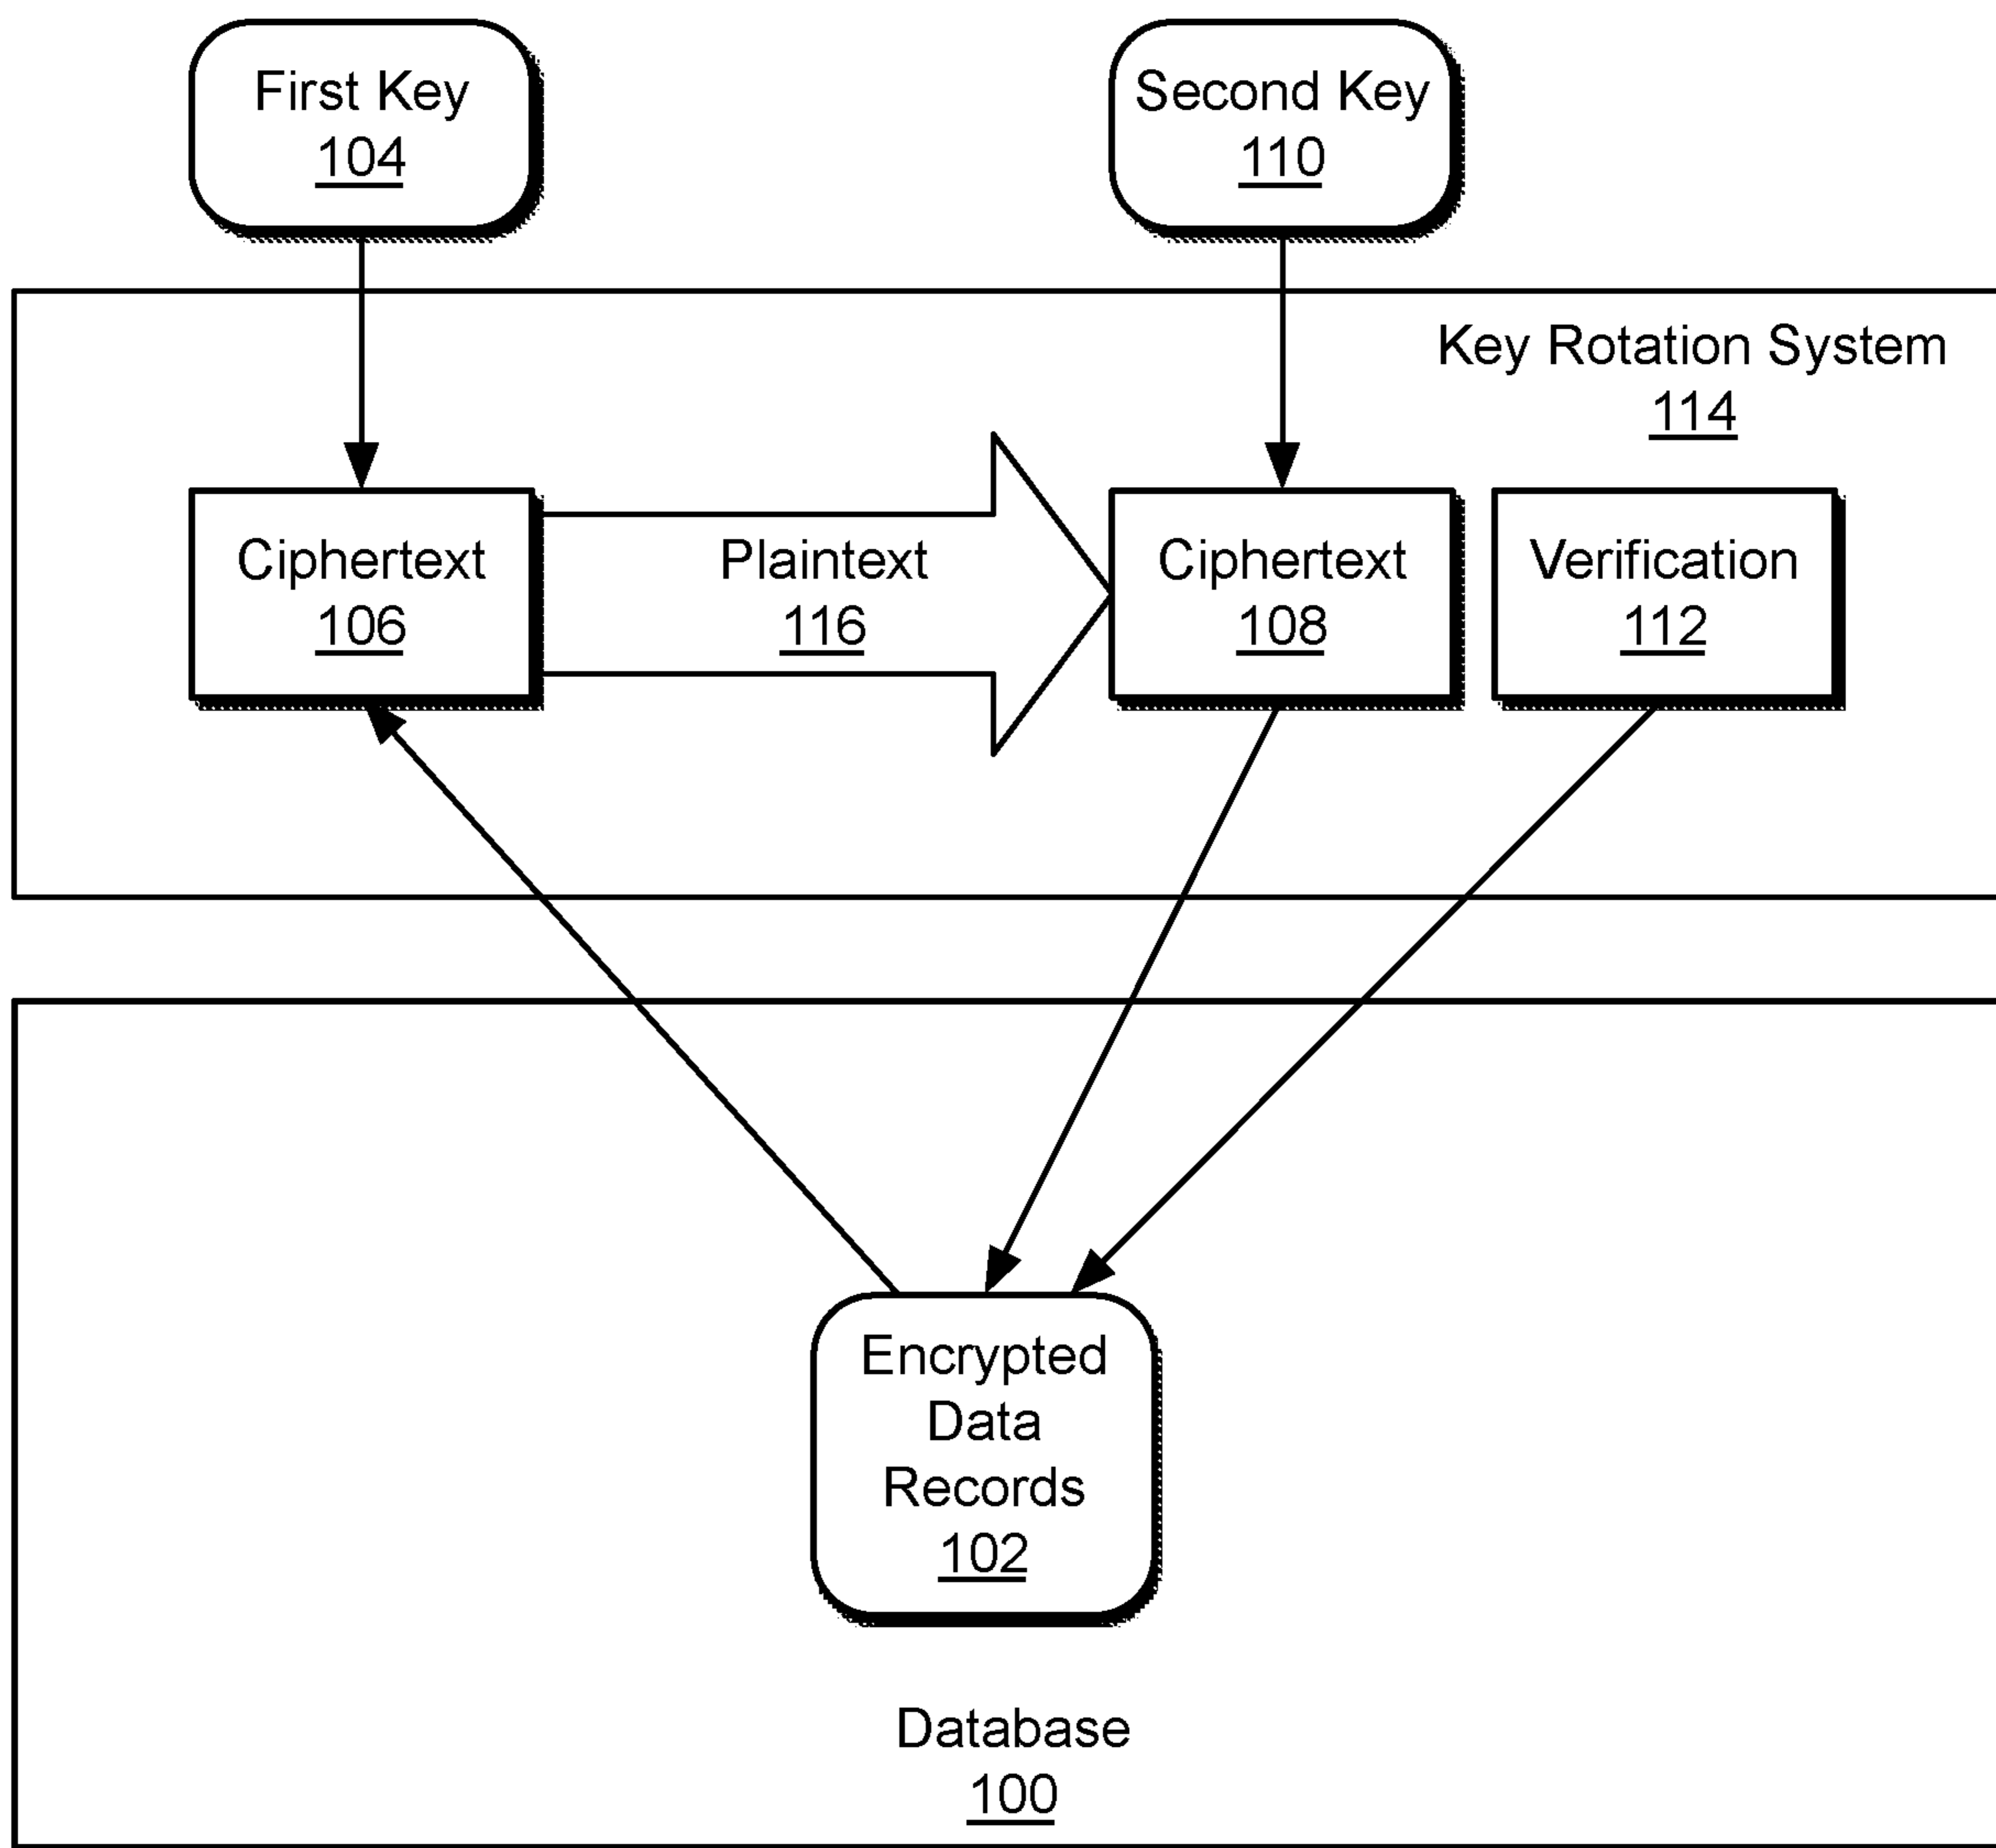 First Key
104
Second Key
110
Key Rotation System
114
Ciphertext
106
Plaintext
116
Ciphertext
108
Verification
112
Encrypted
Data
Records
102
Database
100